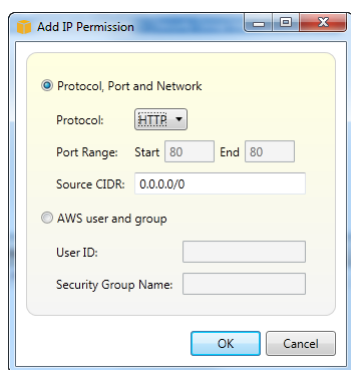 Add IP Permission
Protocol, Port and Network
Protocol: HTTP
Port Range: Start 80 End 80
Source CIDR: 0.0.0.0/0
AWS user and group
User ID:
Security Group Name:
OK Cancel